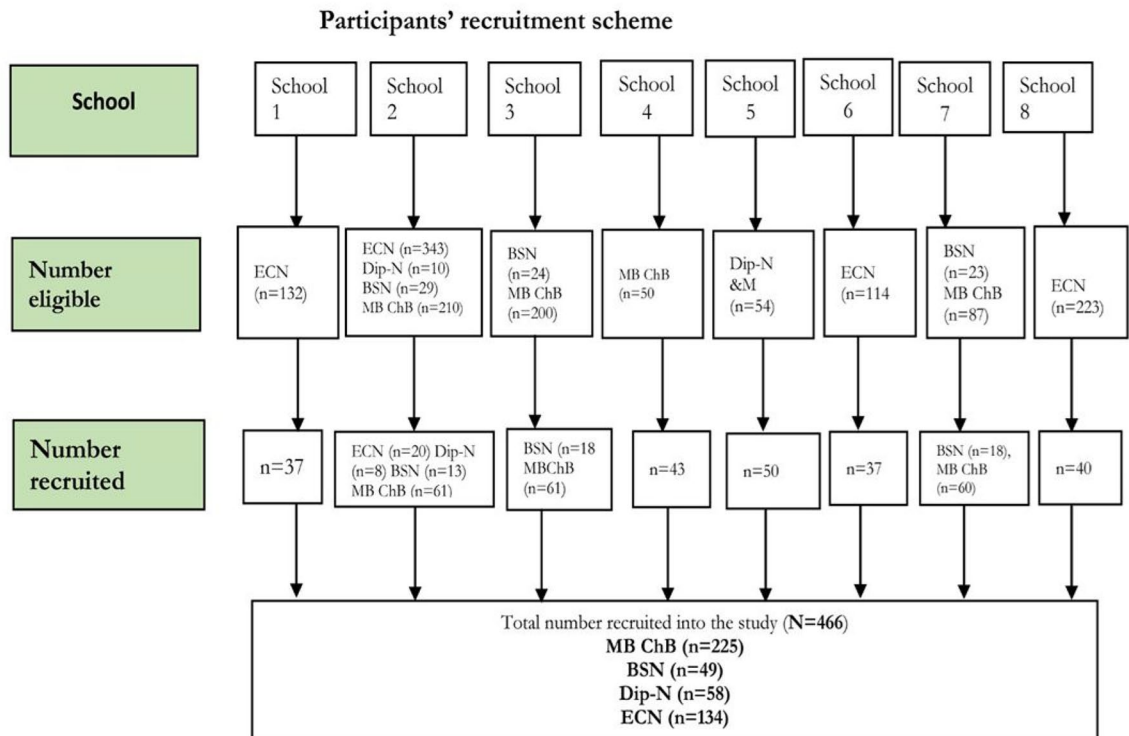 Participants’ recruitment scheme
School
School
1
School
2
School
3
School
4
School
5
School
6
School
7
School
8
Number
eligible
ECN
(n=132)
ECN (n=343)
Dip-N (n=10)
BSN (n=29)
MB ChB (n=210)
BSN
(n=24)
MB ChB
(n=200)
MB ChB
(n=50
Dip-N
&M
(n=54)
ECN
(n=114
BSN
(n=23)
MB ChB
(n=87)
ECN
(n=223)
Number
recruited
n=37
ECN (n=20) Dip-N
(n=8) BSN (n=13)
MB ChB (n=61)
BSN (n=18
MBChB
(n=61)
n=43
n=50
n=37
BSN (n=18),
MB ChB
(n=60)
n=40
Total number recruited into the study (N=466)
MB ChB (n=225)
BSN (n=49)
Dip-N (n=58)
ECN (n=134)